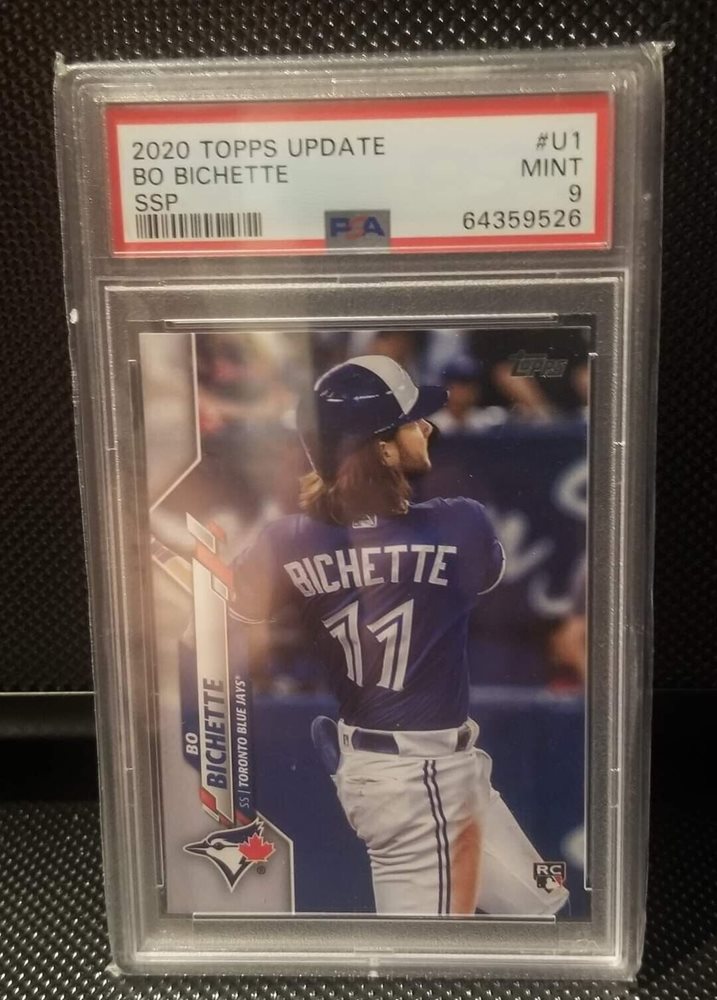 2020 TOPPS UPDATE #U1
BO BICHETTE MINT
SSP 9
PSA 64359526
TOPPS
BICHETTE
11
BO
BICHETTE
SS | TORONTO BLUE JAYS®
®
RC